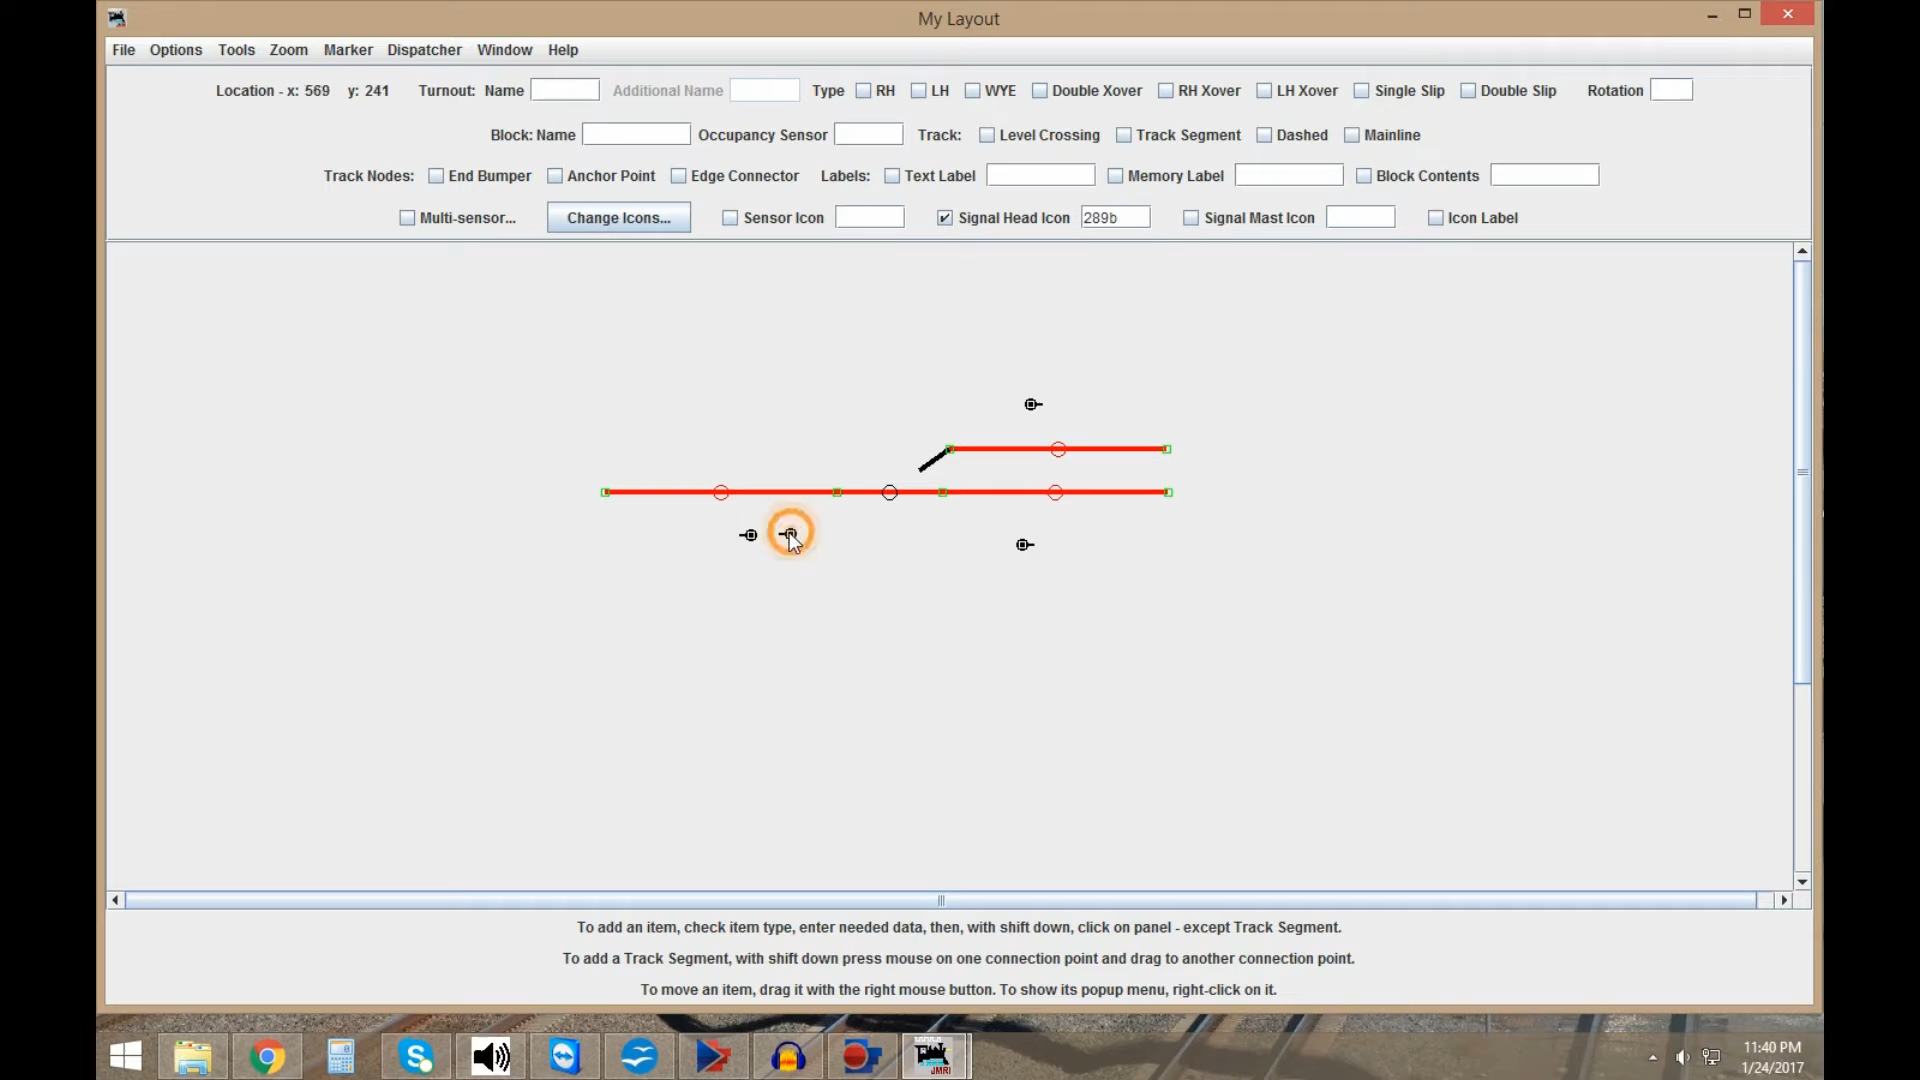 My Layout
File Options Tools Zoom Marker Dispatcher Window Help
Location - x: 569 y: 241 Turnout: Name Additional Name Type RH LH WYE Double Xover RH Xover LH Xover Single Slip Double Slip Rotation
Block: Name Occupancy Sensor Track: Level Crossing Track Segment Dashed Mainline
Track Nodes: End Bumper Anchor Point Edge Connector Labels: Text Label Memory Label Block Contents
Multi-sensor... Change Icons... Sensor Icon Signal Head Icon 289b Signal Mast Icon Icon Label
To add an item, check item type, enter needed data, then, with shift down, click on panel - except Track Segment.
To add a Track Segment, with shift down press mouse on one connection point and drag to another connection point.
To move an item, drag it with the right mouse button. To show its popup menu, right-click on it.
JMRI
11:40 PM
1/24/2017